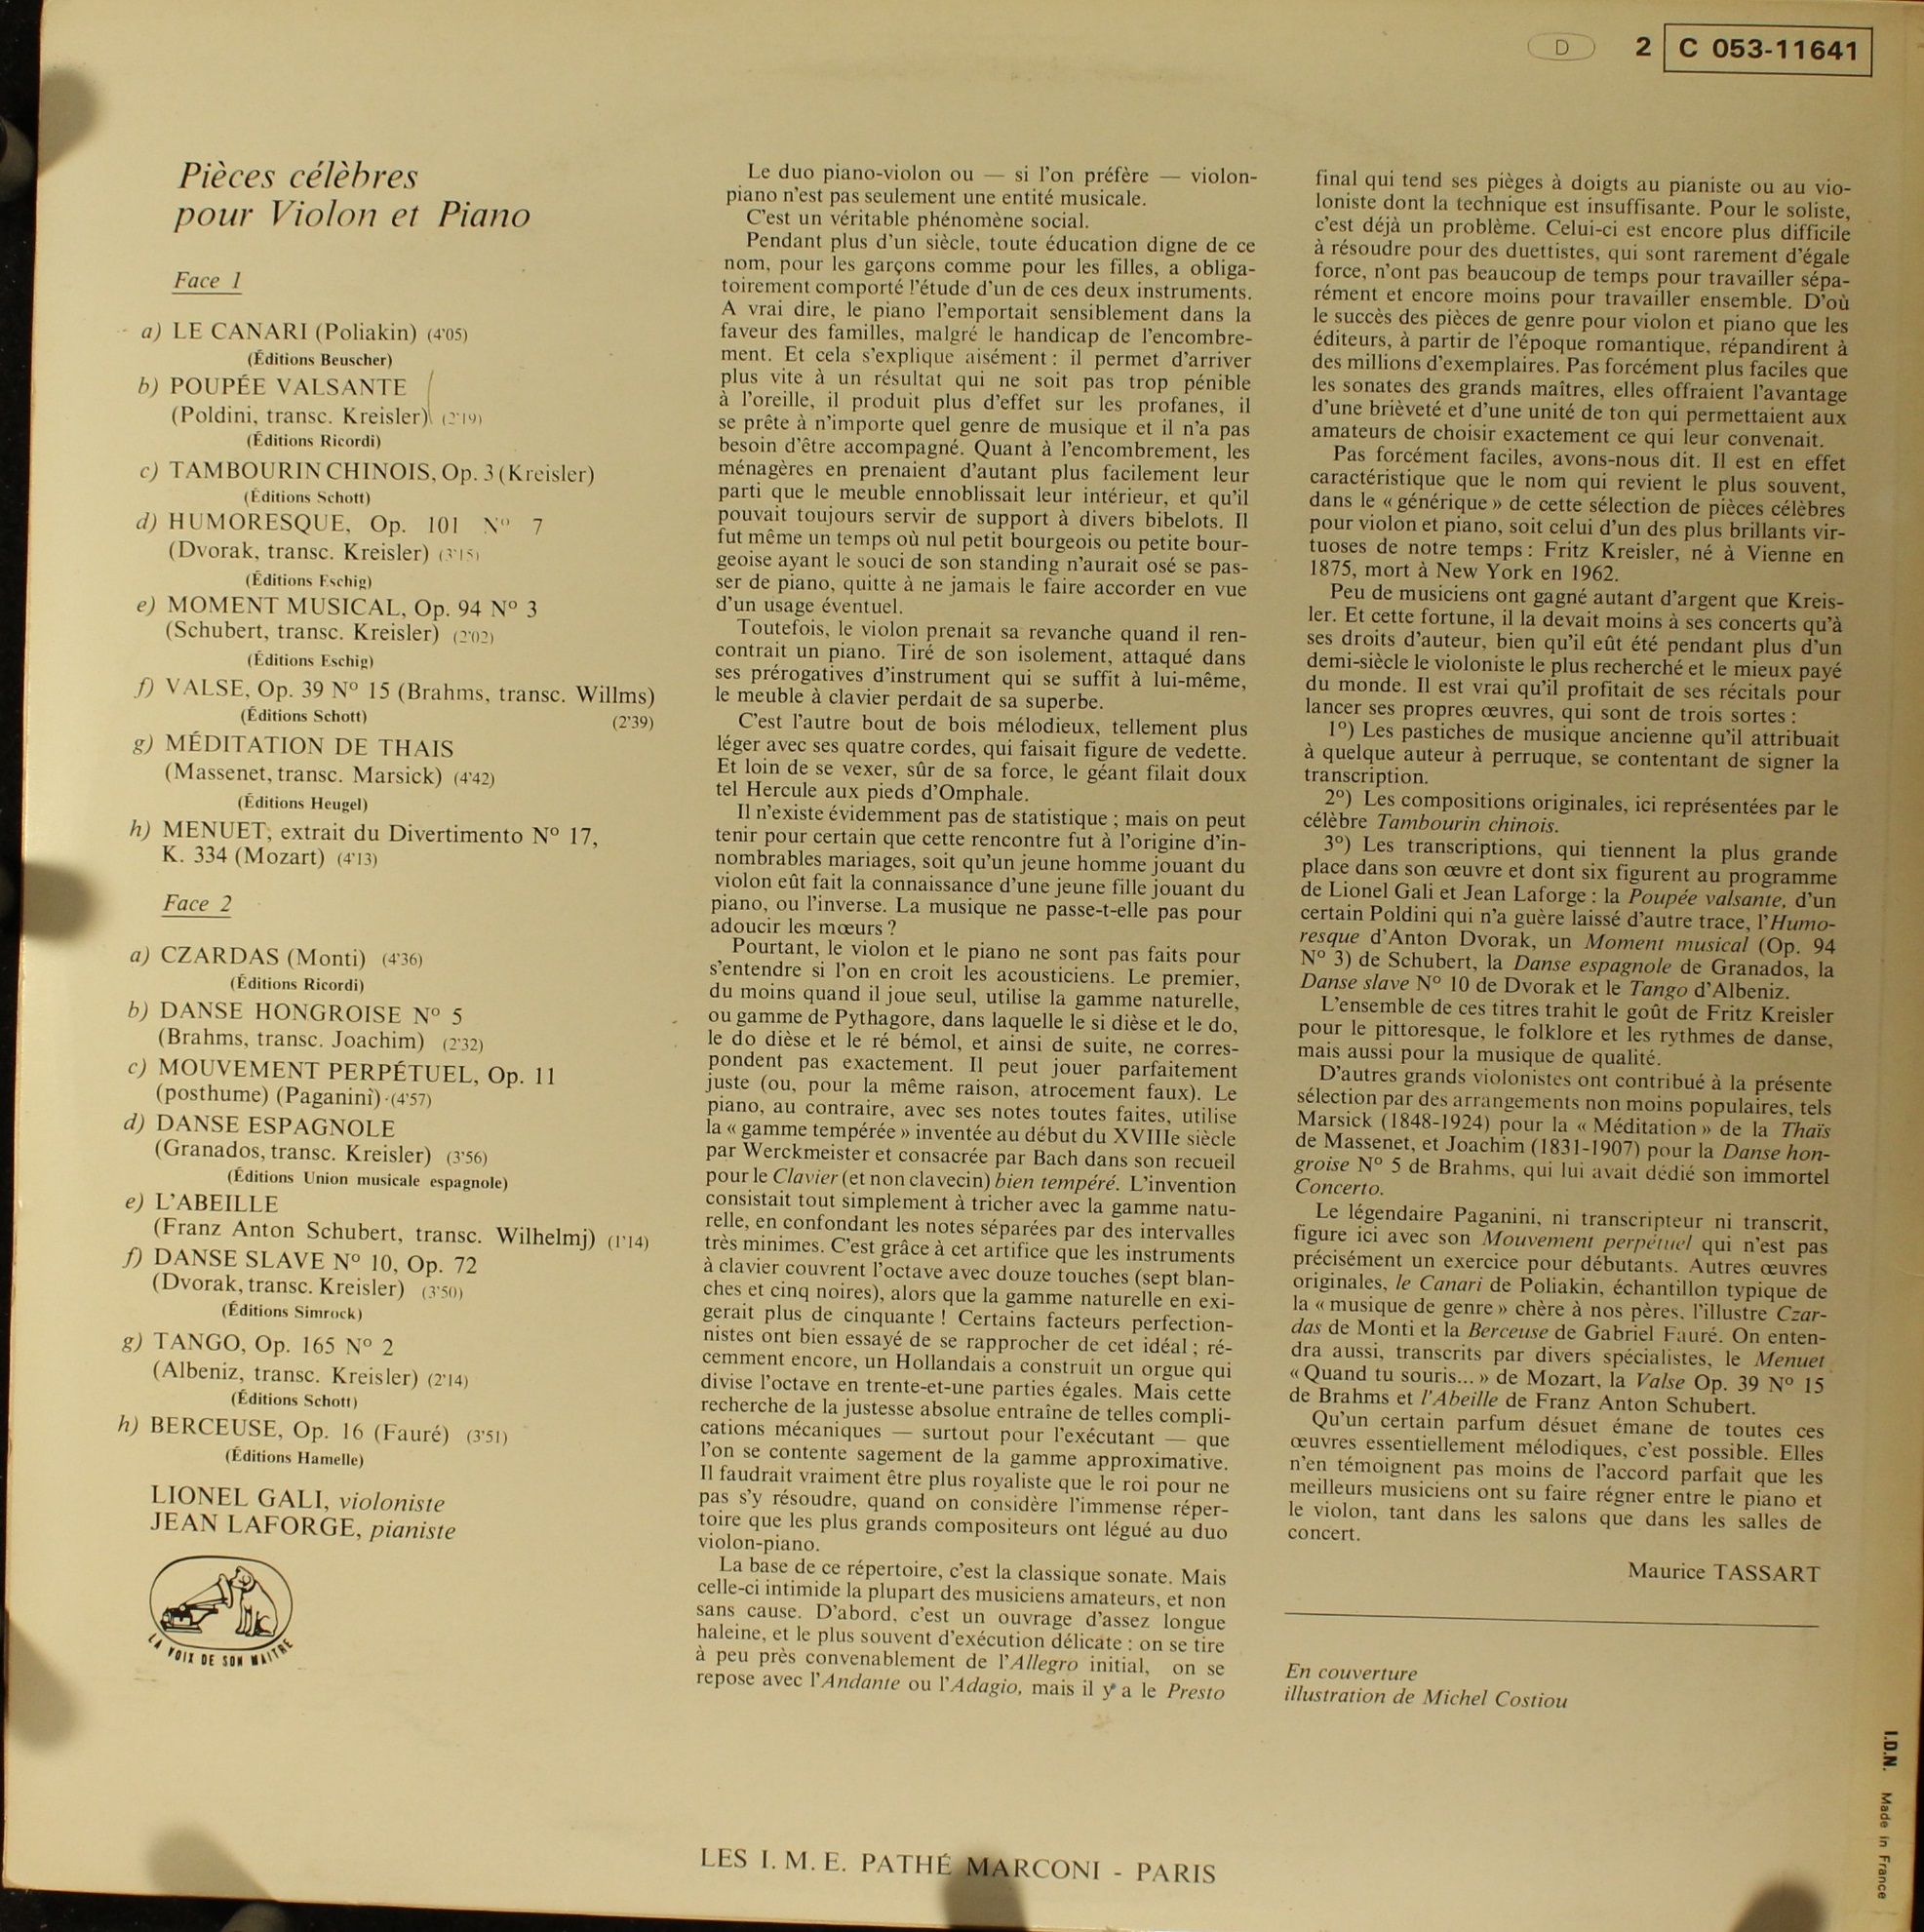 D 2 C 053-11641
Pièces célèbres
pour Violon et Piano
Face 1
a) LE CANARI (Poliakin) (4'05)
(Éditions Beuscher)
b) POUPÉE VALSANTE
(Poldini, transc. Kreisler) (2'19)
(Éditions Ricordi)
c) TAMBOURIN CHINOIS, Op. 3 (Kreisler)
(Éditions Schott)
d) HUMORESQUE, Op. 101 Nº 7
(Dvorak, transc. Kreisler) (3'15)
(Éditions Eschig)
e) MOMENT MUSICAL, Op. 94 Nº 3
(Schubert, transc. Kreisler) (2'02)
(Éditions Eschig)
f) VALSE, Op. 39 Nº 15 (Brahms, transc. Willms)
(Éditions Schott) (2'39)
g) MÉDITATION DE THAIS
(Massenet, transc. Marsick) (4'42)
(Éditions Heugel)
h) MENUET, extrait du Divertimento Nº 17,
K. 334 (Mozart) (4'13)
Face 2
a) CZARDAS (Monti) (4'36)
(Éditions Ricordi)
b) DANSE HONGROISE Nº 5
(Brahms, transc. Joachim) (2'32)
c) MOUVEMENT PERPÉTUEL, Op. 11
(posthume) (Paganini) (4'57)
d) DANSE ESPAGNOLE
(Granados, transc. Kreisler) (3'56)
(Éditions Union musicale espagnole)
e) L'ABEILLE
(Franz Anton Schubert, transc. Wilhelmj) (1'14)
f) DANSE SLAVE Nº 10, Op. 72
(Dvorak, transc. Kreisler) (3'50)
(Éditions Simrock)
g) TANGO, Op. 165 Nº 2
(Albeniz, transc. Kreisler) (2'14)
(Éditions Schott)
h) BERCEUSE, Op. 16 (Fauré) (3'51)
(Éditions Hamelle)
LIONEL GALI, violoniste
JEAN LAFORGE, pianiste
LA VOIX DE SON MAITRE
Le duo piano-violon ou — si l'on préfère — violon-
piano n'est pas seulement une entité musicale.
C'est un véritable phénomène social.
Pendant plus d'un siècle, toute éducation digne de ce
nom, pour les garçons comme pour les filles, a obliga-
toirement comporté l'étude d'un de ces deux instruments.
A vrai dire, le piano l'emportait sensiblement dans la
faveur des familles, malgré le handicap de l'encombre-
ment. Et cela s'explique aisément : il permet d'arriver
plus vite à un résultat qui ne soit pas trop pénible
à l'oreille, il produit plus d'effet sur les profanes, il
se prête à n'importe quel genre de musique et il n'a pas
besoin d'être accompagné. Quant à l'encombrement, les
ménagères en prenaient d'autant plus facilement leur
parti que le meuble ennoblissait leur intérieur, et qu'il
pouvait toujours servir de support à divers bibelots. Il
fut même un temps où nul petit bourgeois ou petite bour-
geoise ayant le souci de son standing n'aurait osé se pas-
ser de piano, quitte à ne jamais le faire accorder en vue
d'un usage éventuel.
Toutefois, le violon prenait sa revanche quand il ren-
contrait un piano. Tiré de son isolement, attaqué dans
ses prérogatives d'instrument qui se suffit à lui-même,
le meuble à clavier perdait de sa superbe.
C'est l'autre bout de bois mélodieux, tellement plus
léger avec ses quatre cordes, qui faisait figure de vedette.
Et loin de se vexer, sûr de sa force, le géant filait doux
tel Hercule aux pieds d'Omphale.
Il n'existe évidemment pas de statistique ; mais on peut
tenir pour certain que cette rencontre fut à l'origine d'in-
nombrables mariages, soit qu'un jeune homme jouant du
violon eût fait la connaissance d'une jeune fille jouant du
piano, ou l'inverse. La musique ne passe-t-elle pas pour
adoucir les mœurs ?
Pourtant, le violon et le piano ne sont pas faits pour
s'entendre si l'on en croit les acousticiens. Le premier,
du moins quand il joue seul, utilise la gamme naturelle,
ou gamme de Pythagore, dans laquelle le si dièse et le do,
le do dièse et le ré bémol, et ainsi de suite, ne corres-
pondent pas exactement. Il peut jouer parfaitement
juste (ou, pour la même raison, atrocement faux). Le
piano, au contraire, avec ses notes toutes faites, utilise
la « gamme tempérée » inventée au début du XVIIIe siècle
par Werckmeister et consacrée par Bach dans son recueil
pour le Clavier (et non clavecin) bien tempéré. L'invention
consistait tout simplement à tricher avec la gamme natu-
relle, en confondant les notes séparées par des intervalles
très minimes. C'est grâce à cet artifice que les instruments
à clavier couvrent l'octave avec douze touches (sept blan-
ches et cinq noires), alors que la gamme naturelle en exi-
gerait plus de cinquante ! Certains facteurs perfection-
nistes ont bien essayé de se rapprocher de cet idéal ; ré-
cemment encore, un Hollandais a construit un orgue qui
divise l'octave en trente-et-une parties égales. Mais cette
recherche de la justesse absolue entraîne de telles compli-
cations mécaniques — surtout pour l'exécutant — que
l'on se contente sagement de la gamme approximative.
Il faudrait vraiment être plus royaliste que le roi pour ne
pas s'y résoudre, quand on considère l'immense réper-
toire que les plus grands compositeurs ont légué au duo
violon-piano.
La base de ce répertoire, c'est la classique sonate. Mais
celle-ci intimide la plupart des musiciens amateurs, et non
sans cause. D'abord, c'est un ouvrage d'assez longue
haleine, et le plus souvent d'exécution délicate : on se tire
à peu près convenablement de l'Allegro initial, on se
repose avec l'Andante ou l'Adagio, mais il y a le Presto
final qui tend ses pièges à doigts au pianiste ou au vio-
loniste dont la technique est insuffisante. Pour le soliste,
c'est déjà un problème. Celui-ci est encore plus difficile
à résoudre pour des duettistes, qui sont rarement d'égale
force, n'ont pas beaucoup de temps pour travailler sépa-
rément et encore moins pour travailler ensemble. D'où
le succès des pièces de genre pour violon et piano que les
éditeurs, à partir de l'époque romantique, répandirent à
des millions d'exemplaires. Pas forcément plus faciles que
les sonates des grands maîtres, elles offraient l'avantage
d'une brièveté et d'une unité de ton qui permettaient aux
amateurs de choisir exactement ce qui leur convenait.
Pas forcément faciles, avons-nous dit. Il est en effet
caractéristique que le nom qui revient le plus souvent,
dans le « générique » de cette sélection de pièces célèbres
pour violon et piano, soit celui d'un des plus brillants vir-
tuoses de notre temps : Fritz Kreisler, né à Vienne en
1875, mort à New York en 1962.
Peu de musiciens ont gagné autant d'argent que Kreis-
ler. Et cette fortune, il la devait moins à ses concerts qu'à
ses droits d'auteur, bien qu'il eût été pendant plus d'un
demi-siècle le violoniste le plus recherché et le mieux payé
du monde. Il est vrai qu'il profitait de ses récitals pour
lancer ses propres œuvres, qui sont de trois sortes :
1º) Les pastiches de musique ancienne qu'il attribuait
à quelque auteur à perruque, se contentant de signer la
transcription.
2º) Les compositions originales, ici représentées par le
célèbre Tambourin chinois.
3º) Les transcriptions, qui tiennent la plus grande
place dans son œuvre et dont six figurent au programme
de Lionel Gali et Jean Laforge : la Poupée valsante, d'un
certain Poldini qui n'a guère laissé d'autre trace, l'Humo-
resque d'Anton Dvorak, un Moment musical (Op. 94
Nº 3) de Schubert, la Danse espagnole de Granados, la
Danse slave Nº 10 de Dvorak et le Tango d'Albeniz.
L'ensemble de ces titres trahit le goût de Fritz Kreisler
pour le pittoresque, le folklore et les rythmes de danse,
mais aussi pour la musique de qualité.
D'autres grands violonistes ont contribué à la présente
sélection par des arrangements non moins populaires, tels
Marsick (1848-1924) pour la « Méditation » de la Thaïs
de Massenet, et Joachim (1831-1907) pour la Danse hon-
groise Nº 5 de Brahms, qui lui avait dédié son immortel
Concerto.
Le légendaire Paganini, ni transcripteur ni transcrit,
figure ici avec son Mouvement perpétuel qui n'est pas
précisément un exercice pour débutants. Autres œuvres
originales, le Canari de Poliakin, échantillon typique de
la « musique de genre » chère à nos pères, l'illustre Czar-
das de Monti et la Berceuse de Gabriel Fauré. On enten-
dra aussi, transcrits par divers spécialistes, le Menuet
« Quand tu souris... » de Mozart, la Valse Op. 39 Nº 15
de Brahms et l'Abeille de Franz Anton Schubert.
Qu'un certain parfum désuet émane de toutes ces
œuvres essentiellement mélodiques, c'est possible. Elles
n'en témoignent pas moins de l'accord parfait que les
meilleurs musiciens ont su faire régner entre le piano et
le violon, tant dans les salons que dans les salles de
concert.
Maurice TASSART
En couverture
illustration de Michel Costiou
I.D.N. Made in France
LES I. M. E. PATHÉ MARCONI - PARIS